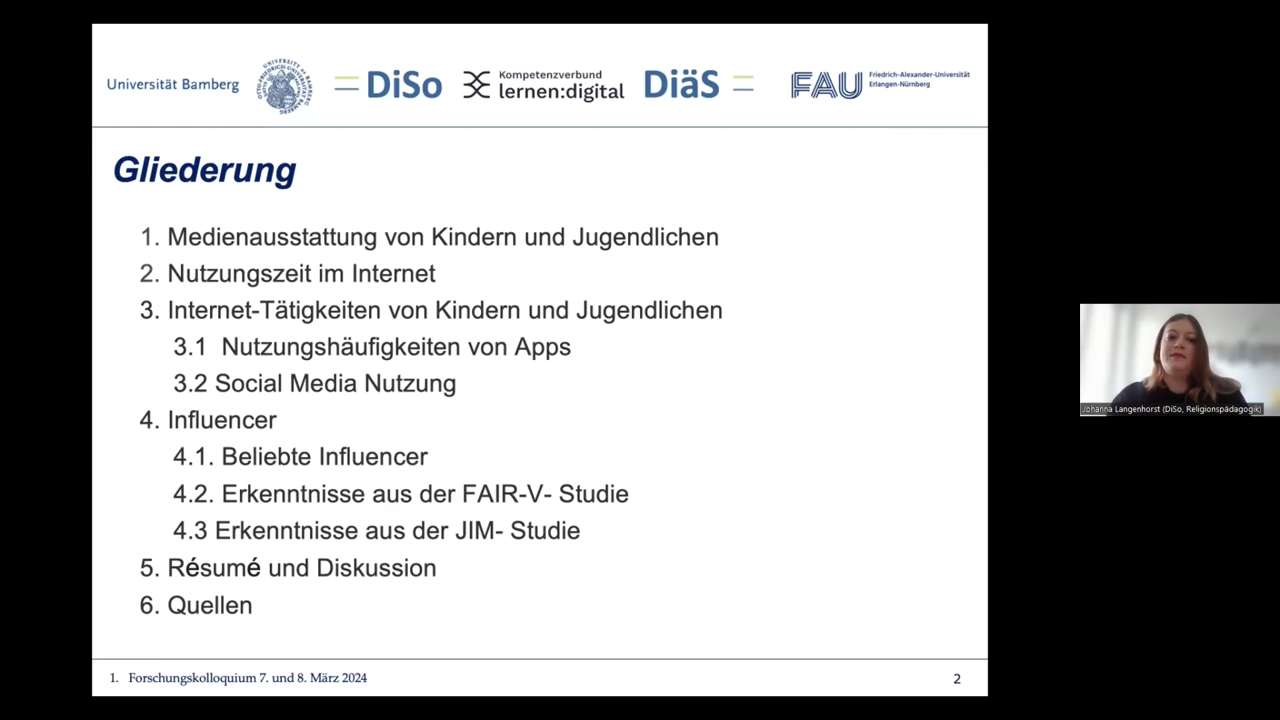 Universität Bamberg
DiSo
Kompetenzverbund
lernen:digital
DiäS
FAU
Friedrich-Alexander-Universität
Erlangen-Nürnberg
Gliederung
1. Medienausstattung von Kindern und Jugendlichen
2. Nutzungszeit im Internet
3. Internet-Tätigkeiten von Kindern und Jugendlichen
3.1 Nutzungshäufigkeiten von Apps
3.2 Social Media Nutzung
4. Influencer
4.1. Beliebte Influencer
4.2. Erkenntnisse aus der FAIR-V- Studie
4.3 Erkenntnisse aus der JIM- Studie
5. Résumé und Diskussion
6. Quellen
Johanna Langenhorst (DiSo, Religionspädagogik)
1. Forschungskolloquium 7. und 8. März 2024
2